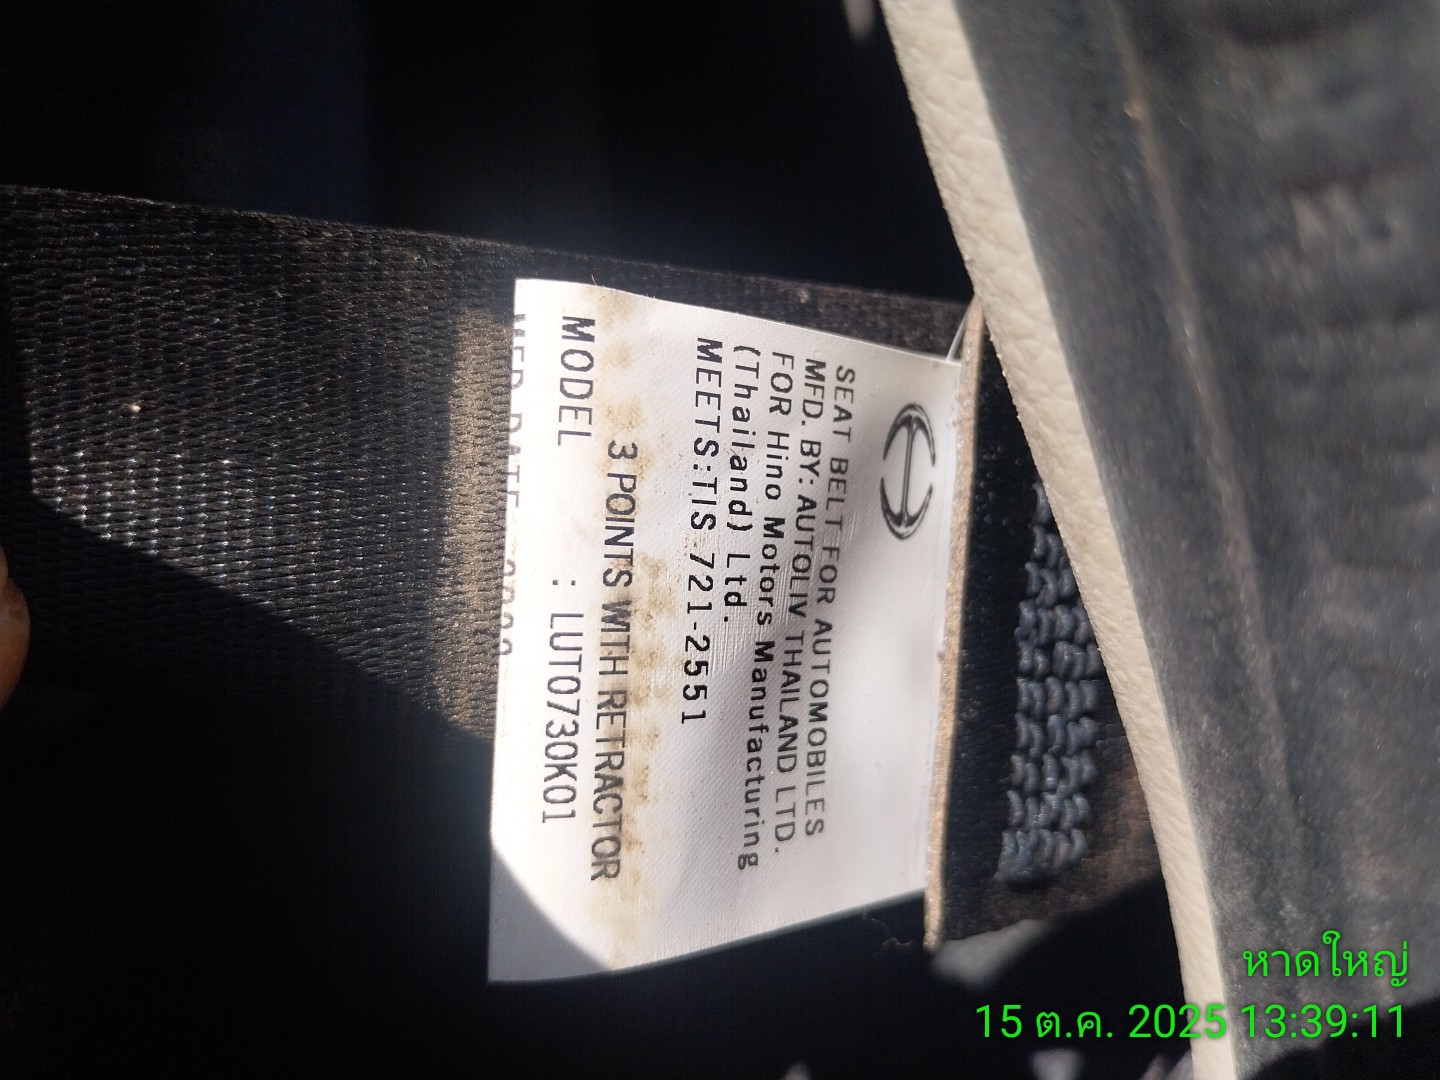 SEAT BELT FOR AUTOMOBILES
MFD. BY: AUTOLIV THAILAND LTD.
FOR Hino Motors Manufacturing
(Thailand) Ltd.
MEETS:TIS 721-2551
3 POINTS WITH RETRACTOR
MODEL : LUT0730K01
MFD DATE
หาดใหญ่
15 ต.ค. 2025 13:39:11